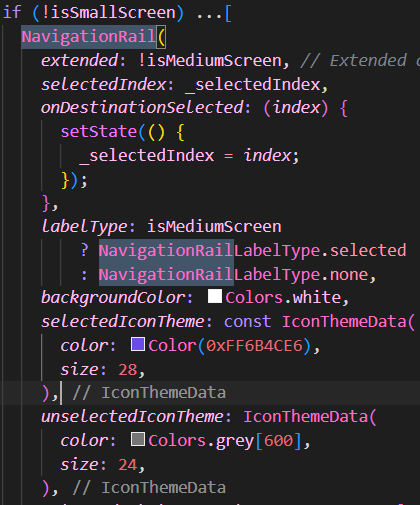 if (!isSmallScreen) ...[
NavigationRail(
extended: !isMediumScreen, // Extended
selectedIndex: _selectedIndex,
onDestinationSelected: (index) {
setState(() {
_selectedIndex = index;
});
},
labelType: isMediumScreen
? NavigationRailLabelType.selected
: NavigationRailLabelType.none,
backgroundColor: Colors.white,
selectedIconTheme: const IconThemeData(
color: Color(0xFF6B4CE6),
size: 28,
), // IconThemeData
unselectedIconTheme: IconThemeData(
color: Colors.grey[600],
size: 24,
), // IconThemeData